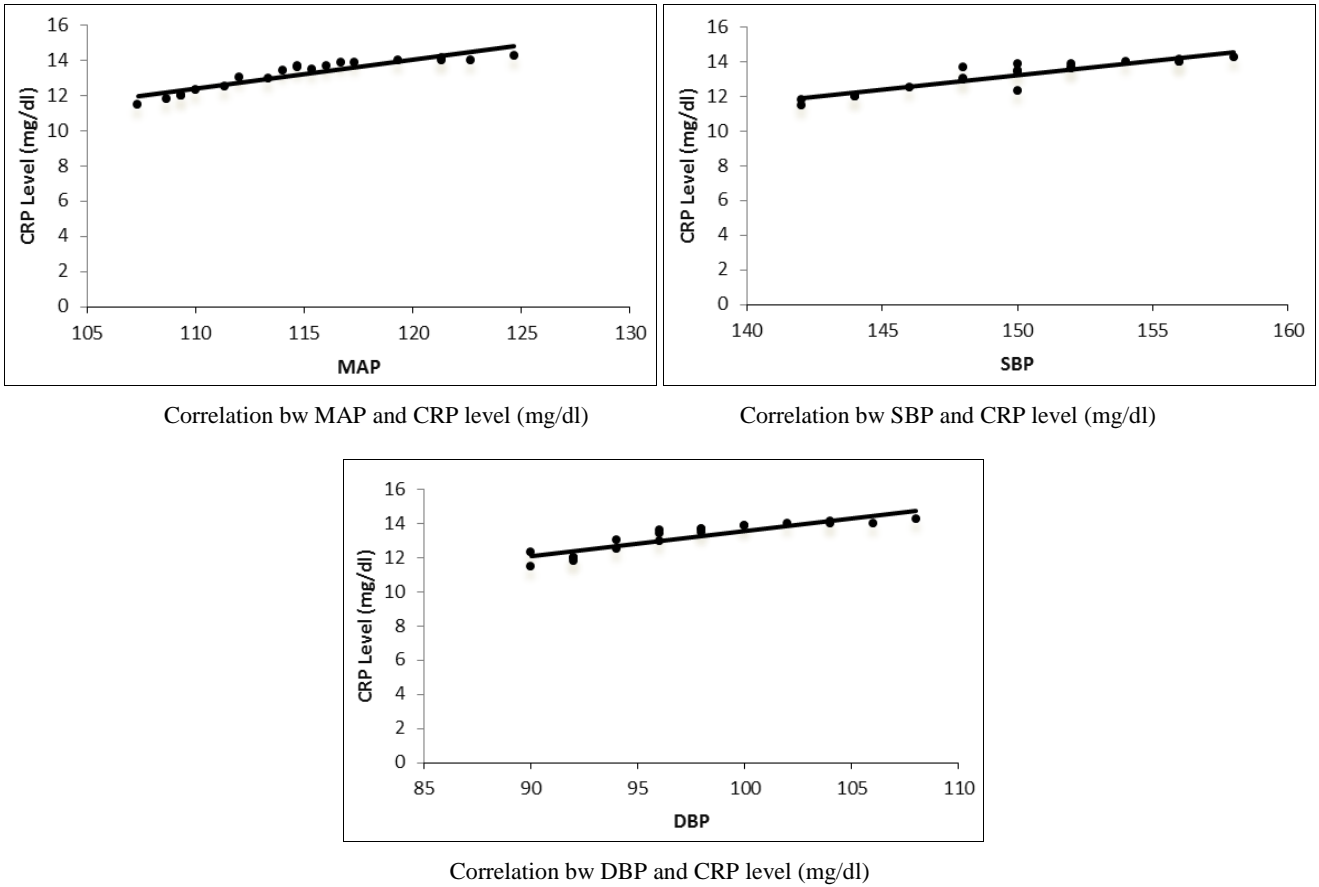 16
14
12
10
8
6
4
2
0
CRP Level (mg/dl)
105 110 115 120 125 130
MAP
16
14
12
10
8
6
4
2
0
CRP Level (mg/dl)
140 145 150 155 160
SBP
Correlation bw MAP and CRP level (mg/dl)
Correlation bw SBP and CRP level (mg/dl)
16
14
12
10
8
6
4
2
0
CRP Level (mg/dl)
85 90 95 100 105 110
DBP
Correlation bw DBP and CRP level (mg/dl)